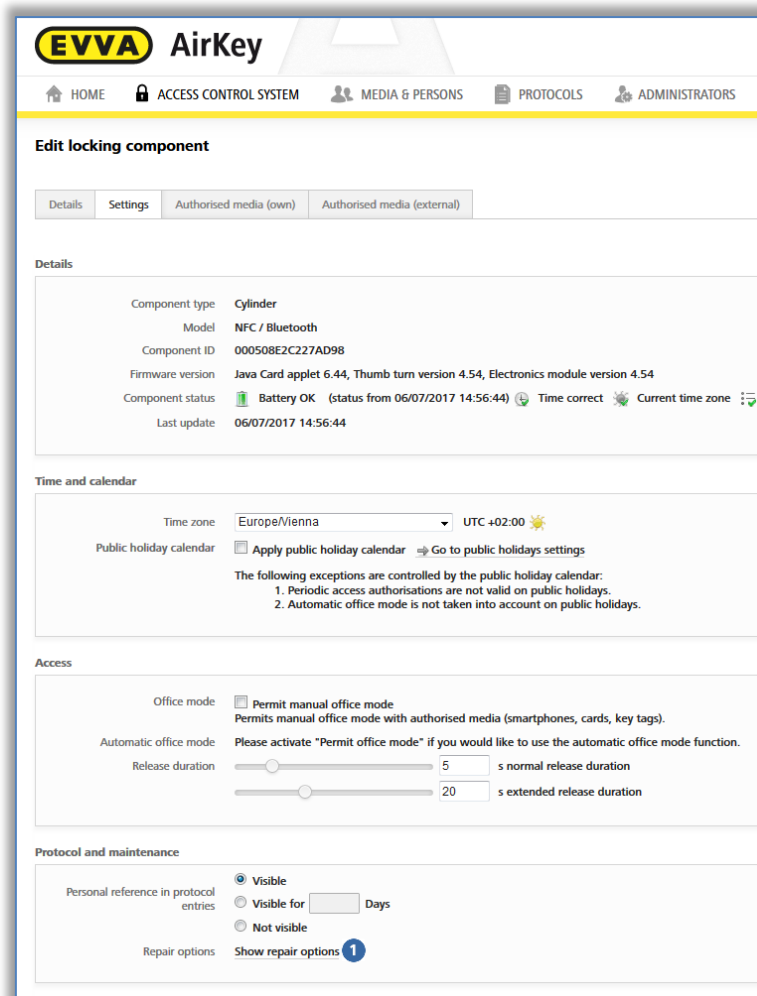 EVVA AirKey
HOME ACCESS CONTROL SYSTEM MEDIA & PERSONS PROTOCOLS ADMINISTRATORS
Edit locking component
Details Settings Authorised media (own) Authorised media (external)
Details
Component type Cylinder
Model NFC / Bluetooth
Component ID 000508E2C227AD98
Firmware version Java Card applet 6.44, Thumb turn version 4.54, Electronics module version 4.54
Component status Battery OK (status from 06/07/2017 14:56:44) Time correct Current time zone
Last update 06/07/2017 14:56:44
Time and calendar
Time zone Europe/Vienna UTC +02:00
Public holiday calendar Apply public holiday calendar Go to public holidays settings
The following exceptions are controlled by the public holiday calendar:
1. Periodic access authorisations are not valid on public holidays.
2. Automatic office mode is not taken into account on public holidays.
Access
Office mode Permit manual office mode
Permits manual office mode with authorised media (smartphones, cards, key tags).
Automatic office mode Please activate "Permit office mode" if you would like to use the automatic office mode function.
Release duration 5 s normal release duration
20 s extended release duration
Protocol and maintenance
Personal reference in protocol
entries
Visible
Visible for Days
Not visible
Repair options Show repair options 1